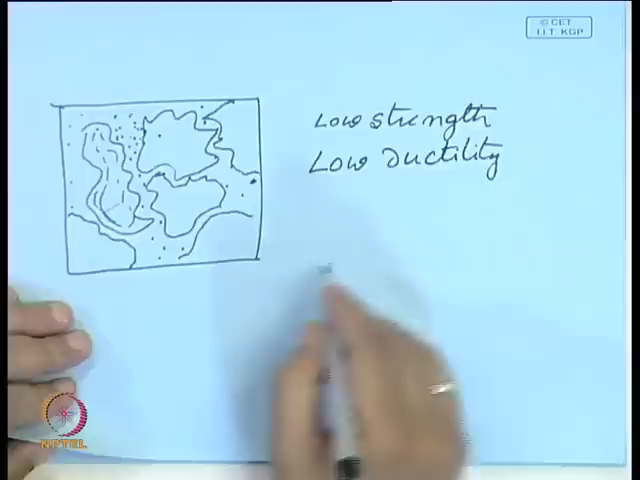 © CET
I.I.T. KGP
Low strength
Low ductility
NPTEL